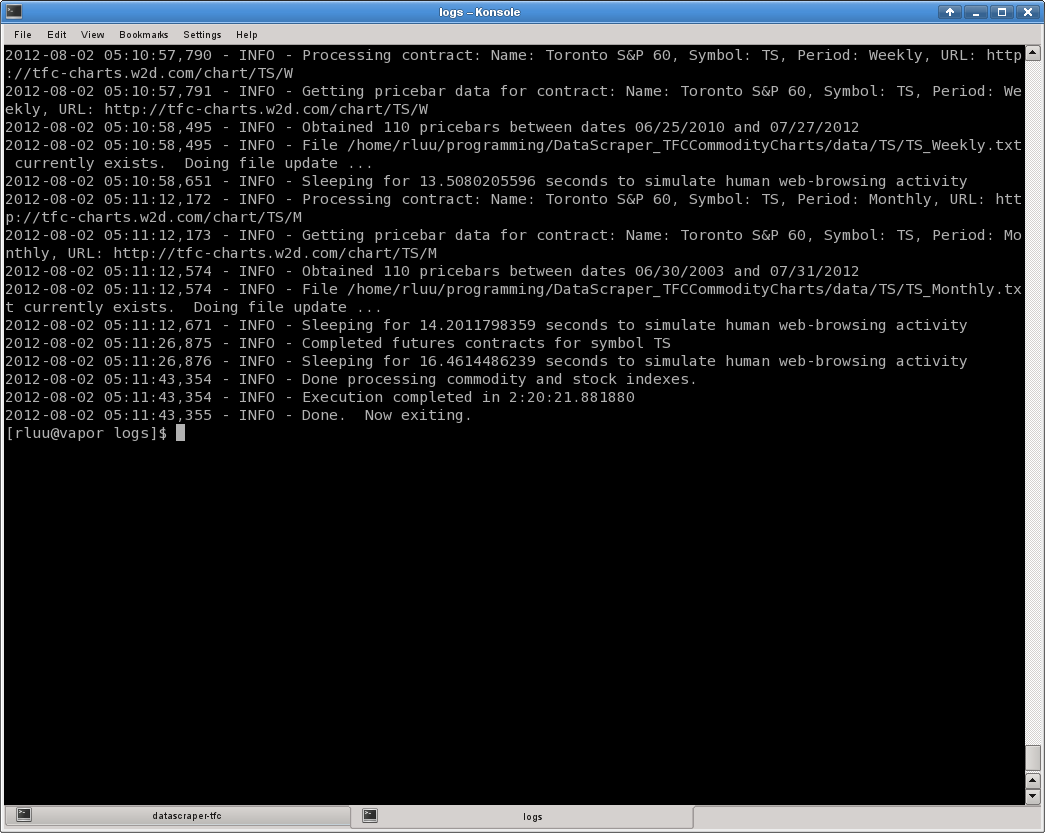 logs – Konsole
File Edit View Bookmarks Settings Help
2012-08-02 05:10:57,790 - INFO - Processing contract: Name: Toronto S&P 60, Symbol: TS, Period: Weekly, URL: http
://tfc-charts.w2d.com/chart/TS/W
2012-08-02 05:10:57,791 - INFO - Getting pricebar data for contract: Name: Toronto S&P 60, Symbol: TS, Period: We
ekly, URL: http://tfc-charts.w2d.com/chart/TS/W
2012-08-02 05:10:58,495 - INFO - Obtained 110 pricebars between dates 06/25/2010 and 07/27/2012
2012-08-02 05:10:58,495 - INFO - File /home/rluu/programming/DataScraper_TFCCommodityCharts/data/TS/TS_Weekly.txt
 currently exists.  Doing file update ...
2012-08-02 05:10:58,651 - INFO - Sleeping for 13.5080205596 seconds to simulate human web-browsing activity
2012-08-02 05:11:12,172 - INFO - Processing contract: Name: Toronto S&P 60, Symbol: TS, Period: Monthly, URL: htt
p://tfc-charts.w2d.com/chart/TS/M
2012-08-02 05:11:12,173 - INFO - Getting pricebar data for contract: Name: Toronto S&P 60, Symbol: TS, Period: Mo
nthly, URL: http://tfc-charts.w2d.com/chart/TS/M
2012-08-02 05:11:12,574 - INFO - Obtained 110 pricebars between dates 06/30/2003 and 07/31/2012
2012-08-02 05:11:12,574 - INFO - File /home/rluu/programming/DataScraper_TFCCommodityCharts/data/TS/TS_Monthly.tx
t currently exists.  Doing file update ...
2012-08-02 05:11:12,671 - INFO - Sleeping for 14.2011798359 seconds to simulate human web-browsing activity
2012-08-02 05:11:26,875 - INFO - Completed futures contracts for symbol TS
2012-08-02 05:11:26,876 - INFO - Sleeping for 16.4614486239 seconds to simulate human web-browsing activity
2012-08-02 05:11:43,354 - INFO - Done processing commodity and stock indexes.
2012-08-02 05:11:43,354 - INFO - Execution completed in 2:20:21.881880
2012-08-02 05:11:43,355 - INFO - Done.  Now exiting.
[rluu@vapor logs]$
datascraper-tfc
logs